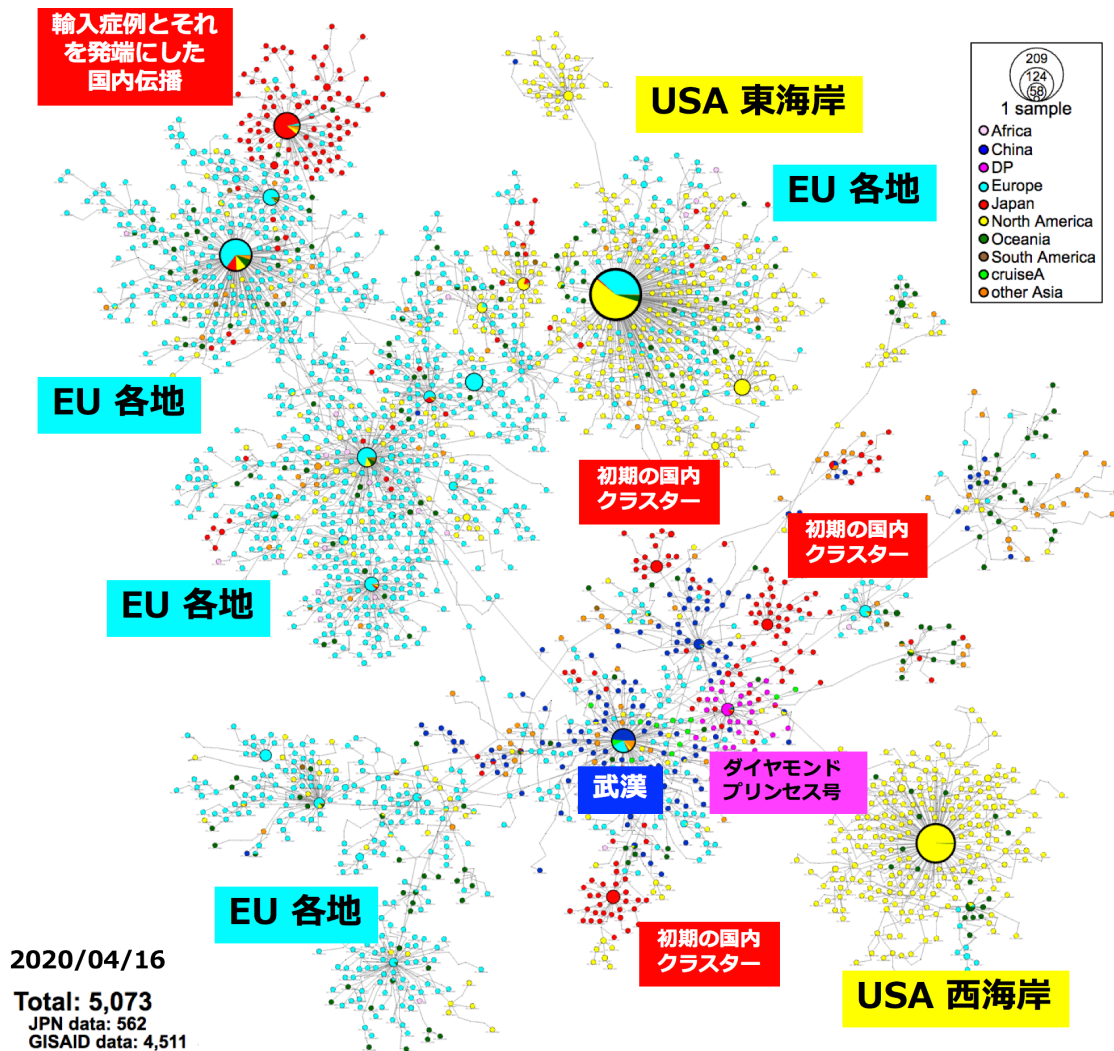 輸入症例とそれ
を発端にした
国内伝播
USA 東海岸
EU 各地
209
124
58
1 sample
Africa
China
DP
Europe
Japan
North America
Oceania
South America
cruiseA
other Asia
EU 各地
初期の国内
クラスター
初期の国内
クラスター
EU 各地
武漢
ダイヤモンド
プリンセス号
EU 各地
初期の国内
クラスター
USA 西海岸
2020/04/16
Total: 5,073
JPN data: 562
GISAID data: 4,511